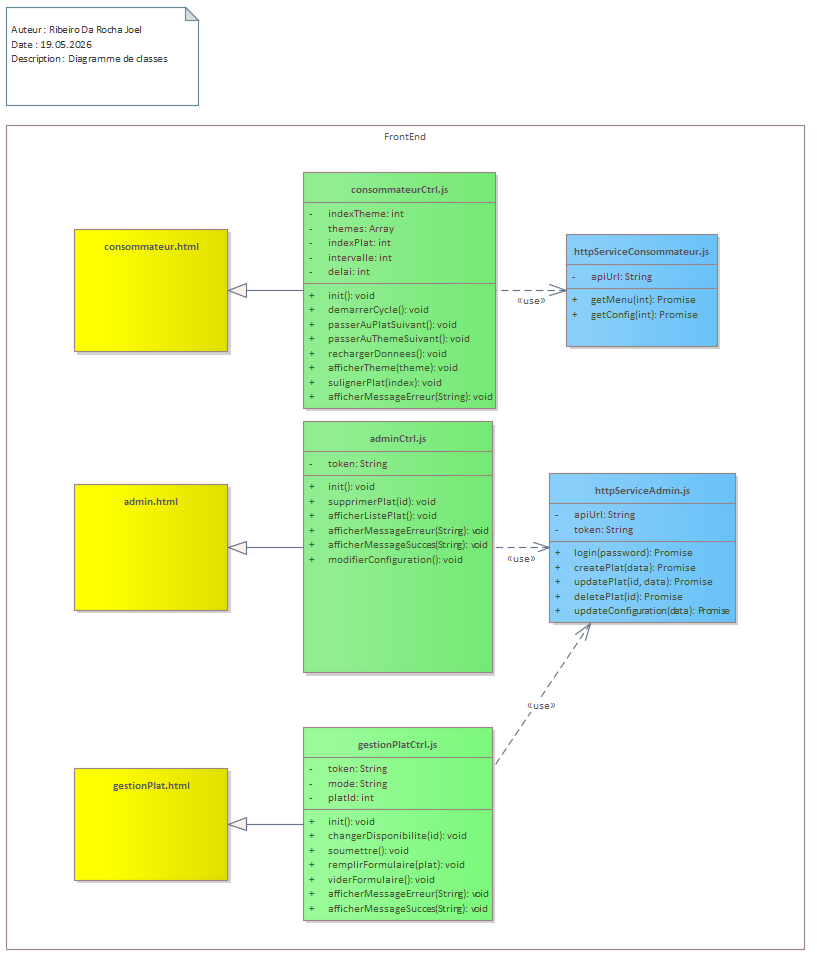 Auteur : Ribeiro Da Rocha Joel
Date : 19.05.2026
Description : Diagramme de classes
FrontEnd
consommateur.html
consommateurCtrl.js
- indexTheme: int
- themes: Array
- indexPlat: int
- intervalle: int
- delai: int
+ init(): void
+ demarrerCycle(): void
+ passerAuPlatSuivant(): void
+ passerAuThemeSuivant(): void
+ rechargerDonnees(): void
+ afficherTheme(theme): void
+ sulignerPlat(index): void
+ afficherMessageErreur(String): void
«use»
httpServiceConsommateur.js
- apiUrl: String
+ getMenu(int): Promise
+ getConfig(int): Promise
admin.html
adminCtrl.js
- token: String
+ init(): void
+ supprimerPlat(id): void
+ afficherListePlat(): void
+ afficherMessageErreur(String): void
+ afficherMessageSucces(String): void
+ modifierConfiguration(): void
«use»
httpServiceAdmin.js
- apiUrl: String
- token: String
+ login(password): Promise
+ createPlat(data): Promise
+ updatePlat(id, data): Promise
+ deletePlat(id): Promise
+ updateConfiguration(data): Promise
«use»
gestionPlat.html
gestionPlatCtrl.js
- token: String
- mode: String
- platId: int
+ init(): void
+ changerDisponibilite(id): void
+ soumettre(): void
+ remplirFormulaire(plat): void
+ viderFormulaire(): void
+ afficherMessageErreur(String): void
+ afficherMessageSucces(String): void